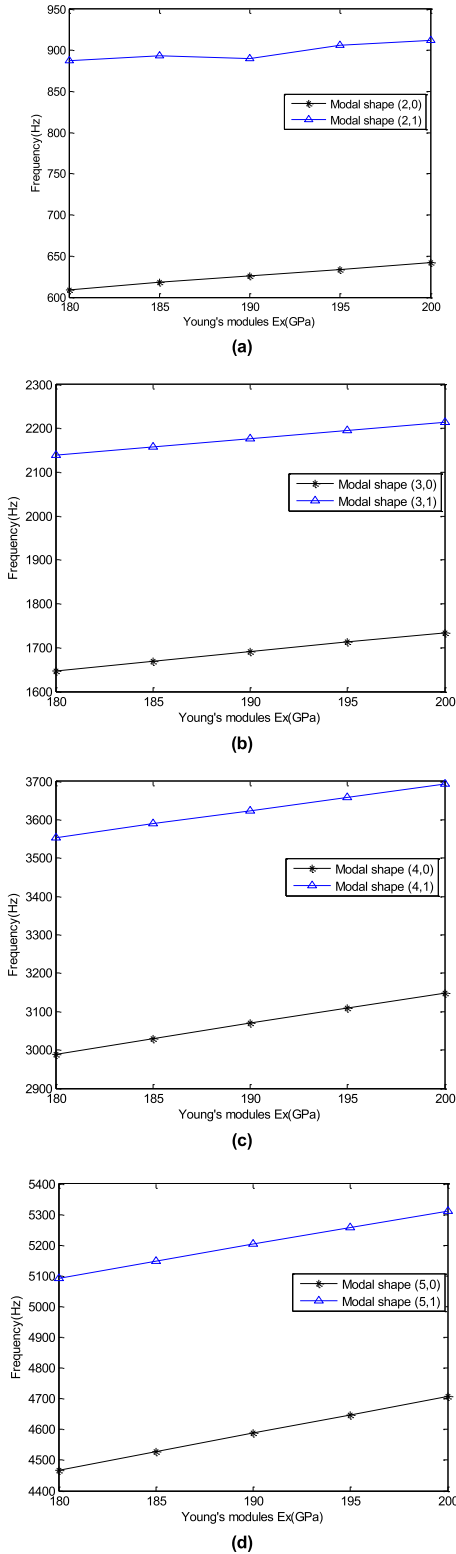 950
900
850
800
750
700
650
600
Frequency(Hz)
Modal shape (2,0)
Modal shape (2,1)
180 185 190 195 200
Young's modules Ex(GPa)
(a)
2300
2200
2100
2000
1900
1800
1700
1600
Frequency(Hz)
Modal shape (3,0)
Modal shape (3,1)
180 185 190 195 200
Young's modules Ex(GPa)
(b)
3700
3600
3500
3400
3300
3200
3100
3000
2900
Frequency(Hz)
Modal shape (4,0)
Modal shape (4,1)
180 185 190 195 200
Young's modules Ex(GPa)
(c)
5400
5300
5200
5100
5000
4900
4800
4700
4600
4500
4400
Frequency(Hz)
Modal shape (5,0)
Modal shape (5,1)
180 185 190 195 200
Young's modules Ex(GPa)
(d)